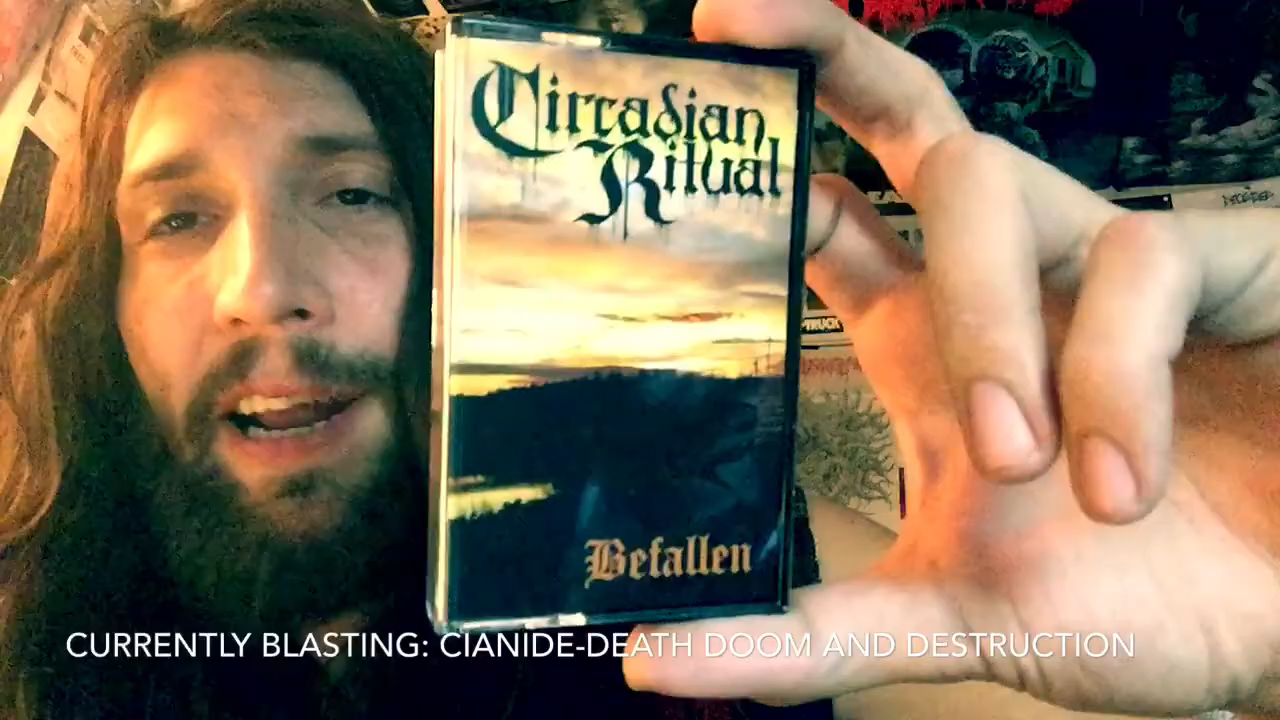 Circadian
Ritual
Befallen
CURRENTLY BLASTING: CIANIDE-DEATH DOOM AND DESTRUCTION